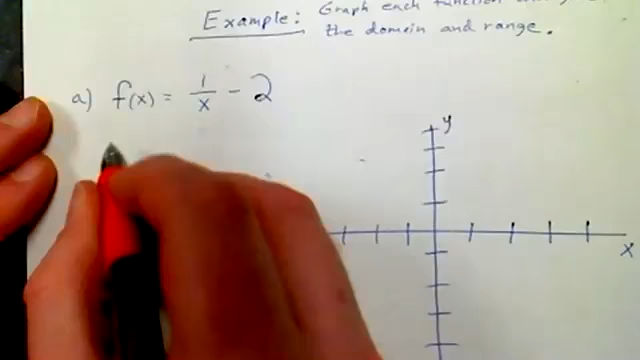 Example: Graph each function
the domain and range.
a) f(x) = 1/x - 2
y
x